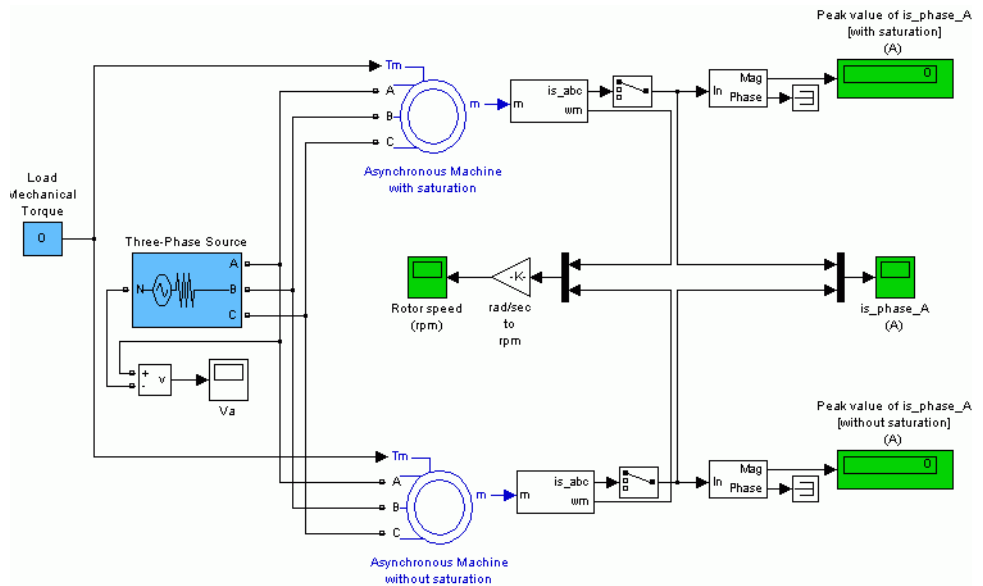 Peak value of is_phase_A
[with saturation]
(A)
0
Tm
A
B
C
m
m
is_abc
wm
In
Mag
Phase
Asynchronous Machine
with saturation
Load
Mechanical
Torque
0
Three-Phase Source
N
A
B
C
-K-
Rotor speed
(rpm)
rad/sec
to
rpm
is_phase_A
(A)
+
-
v
Va
Peak value of is_phase_A
[without saturation]
(A)
0
Tm
A
B
C
m
m
is_abc
wm
In
Mag
Phase
Asynchronous Machine
without saturation